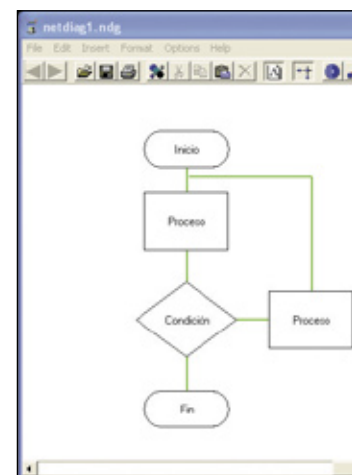 netdiag1.ndg
File Edit Insert Format Options Help
Inicio
Proceso
Condición
Proceso
Fin